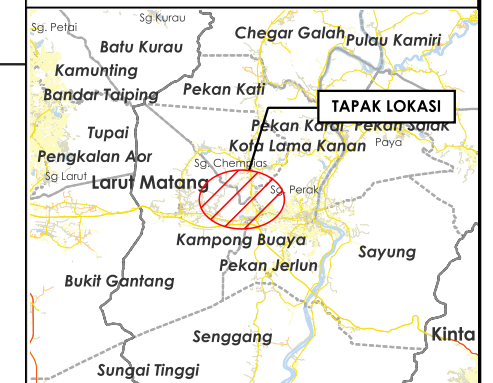 Sg Kurau
Sg. Petai
Chegar Galah
Pulau Kamiri
Batu Kurau
Kamunting
Pekan Kati
Bandar Taiping
TAPAK LOKASI
Pekan Karai
Pekan Salak
Tupai
Kota Lama Kanan
Paya
Pengkalan Aor
Sg. Chempias
Sg Larut
Larut Matang
Sg. Perak
Kampong Buaya
Sayung
Pekan Jerlun
Bukit Gantang
Senggang
Kinta
Sungai Tinggi